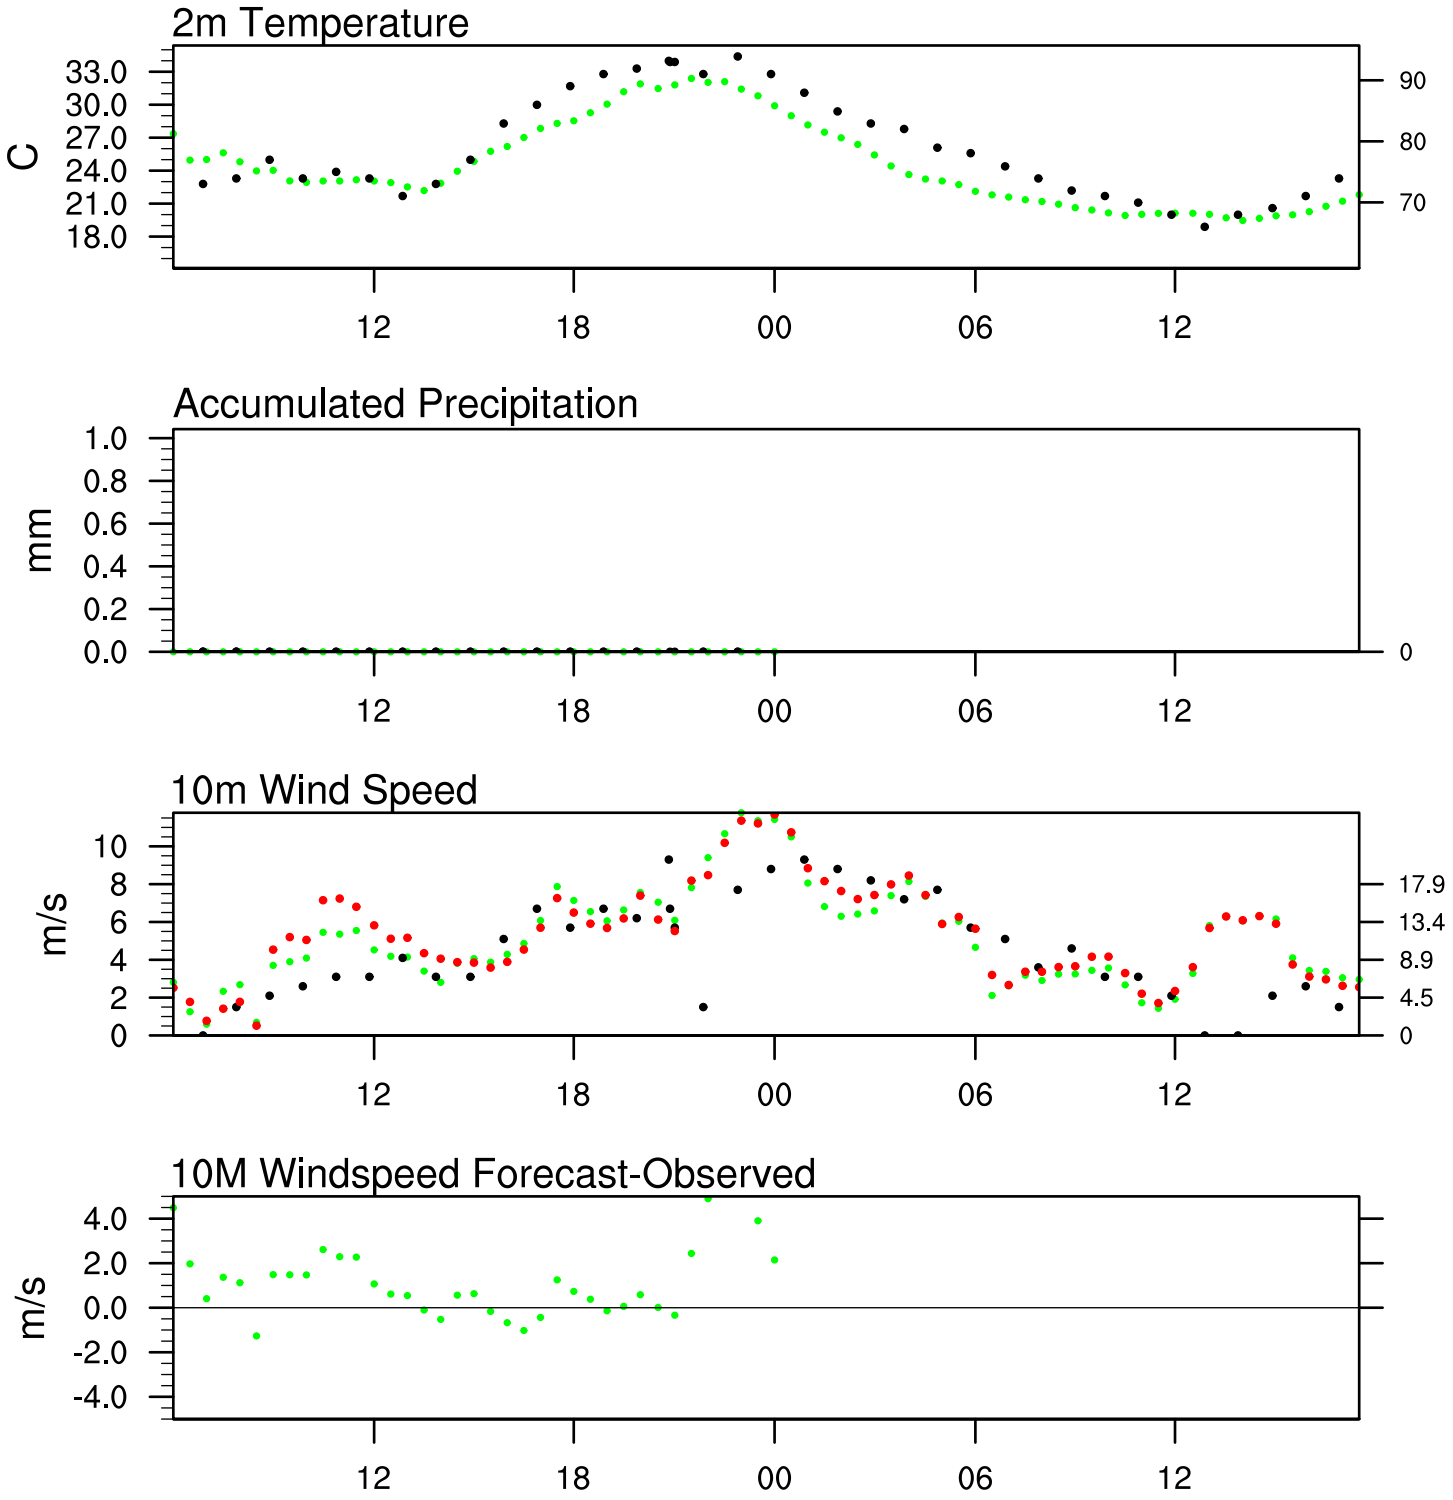 2m Temperature
33.0
30.0
27.0
24.0
21.0
18.0
C
90
80
70
12 18 00 06 12
Accumulated Precipitation
1.0
0.8
0.6
0.4
0.2
0.0
mm
0
12 18 00 06 12
10m Wind Speed
10
8
6
4
2
0
m/s
17.9
13.4
8.9
4.5
0
12 18 00 06 12
10M Windspeed Forecast-Observed
4.0
2.0
0.0
-2.0
-4.0
m/s
12 18 00 06 12